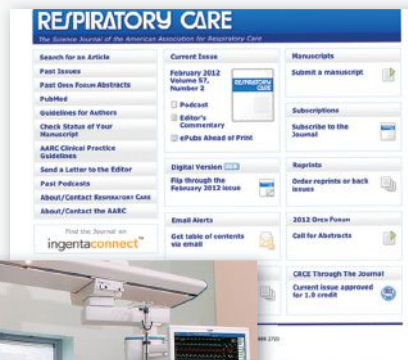 RESPIRATORY CARE
The Science Journal of the American Association for Respiratory Care
Search for an Article
Past Issues
Past OPEN FORUM Abstracts
PubMed
Guidelines for Authors
Check Status of Your
Manuscript
AARC Clinical Practice
Guidelines
Send a Letter to the Editor
Past Podcasts
About/Contact RESPIRATORY CARE
About/Contact the AARC
Find the Journal on
ingentaconnect™
Current Issue
February 2012
Volume 57,
Number 2
RESPIRATORY
CARE
Podcast
Editor's
Commentary
ePubs Ahead of Print
Digital Version
Flip through the
February 2012 issue
Email Alerts
Get table of contents
via email
Manuscripts
Submit a manuscript
Subscriptions
Subscribe to the
Journal
Reprints
Order reprints or back
issues
2012 OPEN FORUM
Call for Abstracts
CRCE Through The Journal
Current issue approved
for 1.0 credit